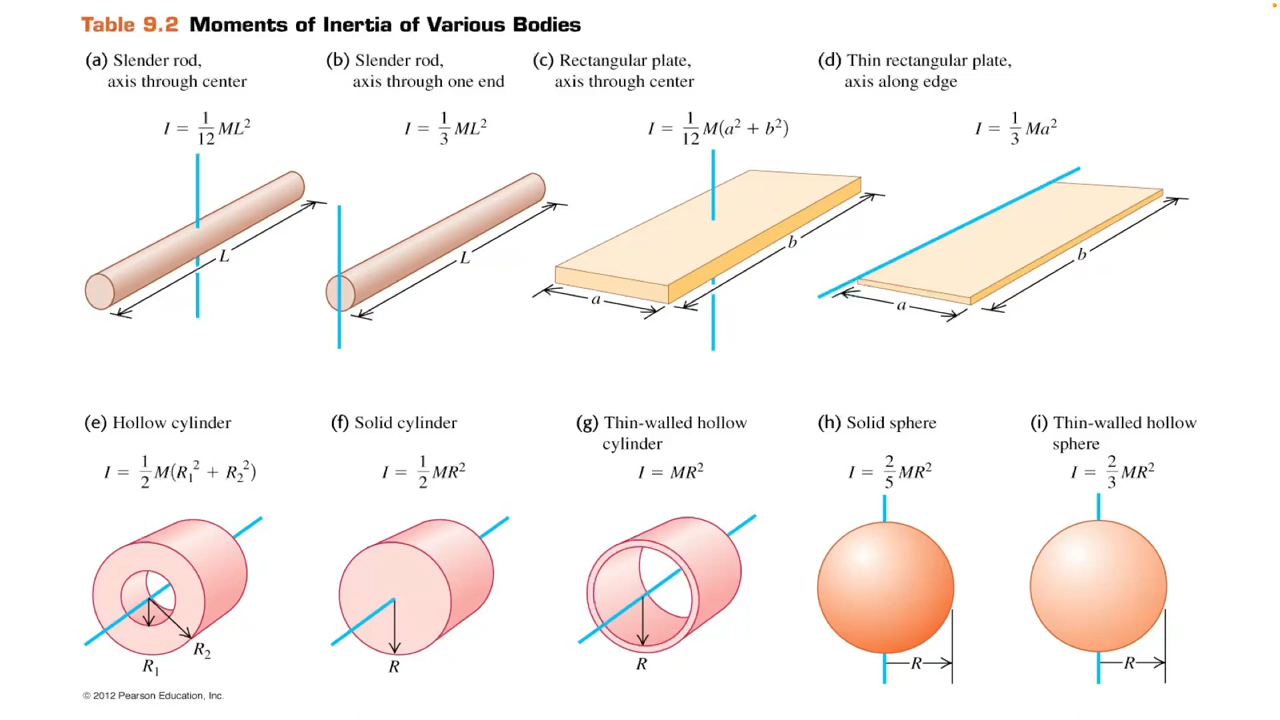 Table 9.2 Moments of Inertia of Various Bodies
(a) Slender rod,
axis through center
I = 1/12 ML²
L
(b) Slender rod,
axis through one end
I = 1/3 ML²
L
(c) Rectangular plate,
axis through center
I = 1/12 M(a² + b²)
b
a
(d) Thin rectangular plate,
axis along edge
I = 1/3 Ma²
b
a
(e) Hollow cylinder
I = 1/2 M(R₁² + R₂²)
R₁
R₂
(f) Solid cylinder
I = 1/2 MR²
R
(g) Thin-walled hollow
cylinder
I = MR²
R
(h) Solid sphere
I = 2/5 MR²
R
(i) Thin-walled hollow
sphere
I = 2/3 MR²
R
© 2012 Pearson Education, Inc.